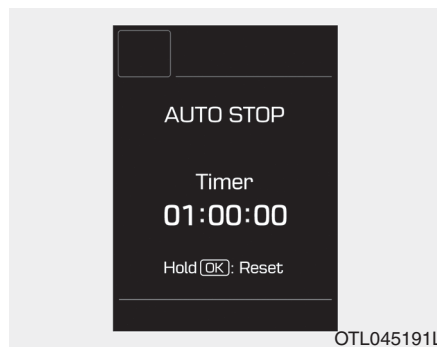 AUTO STOP
Timer
01:00:00
Hold OK : Reset
OTL045191L